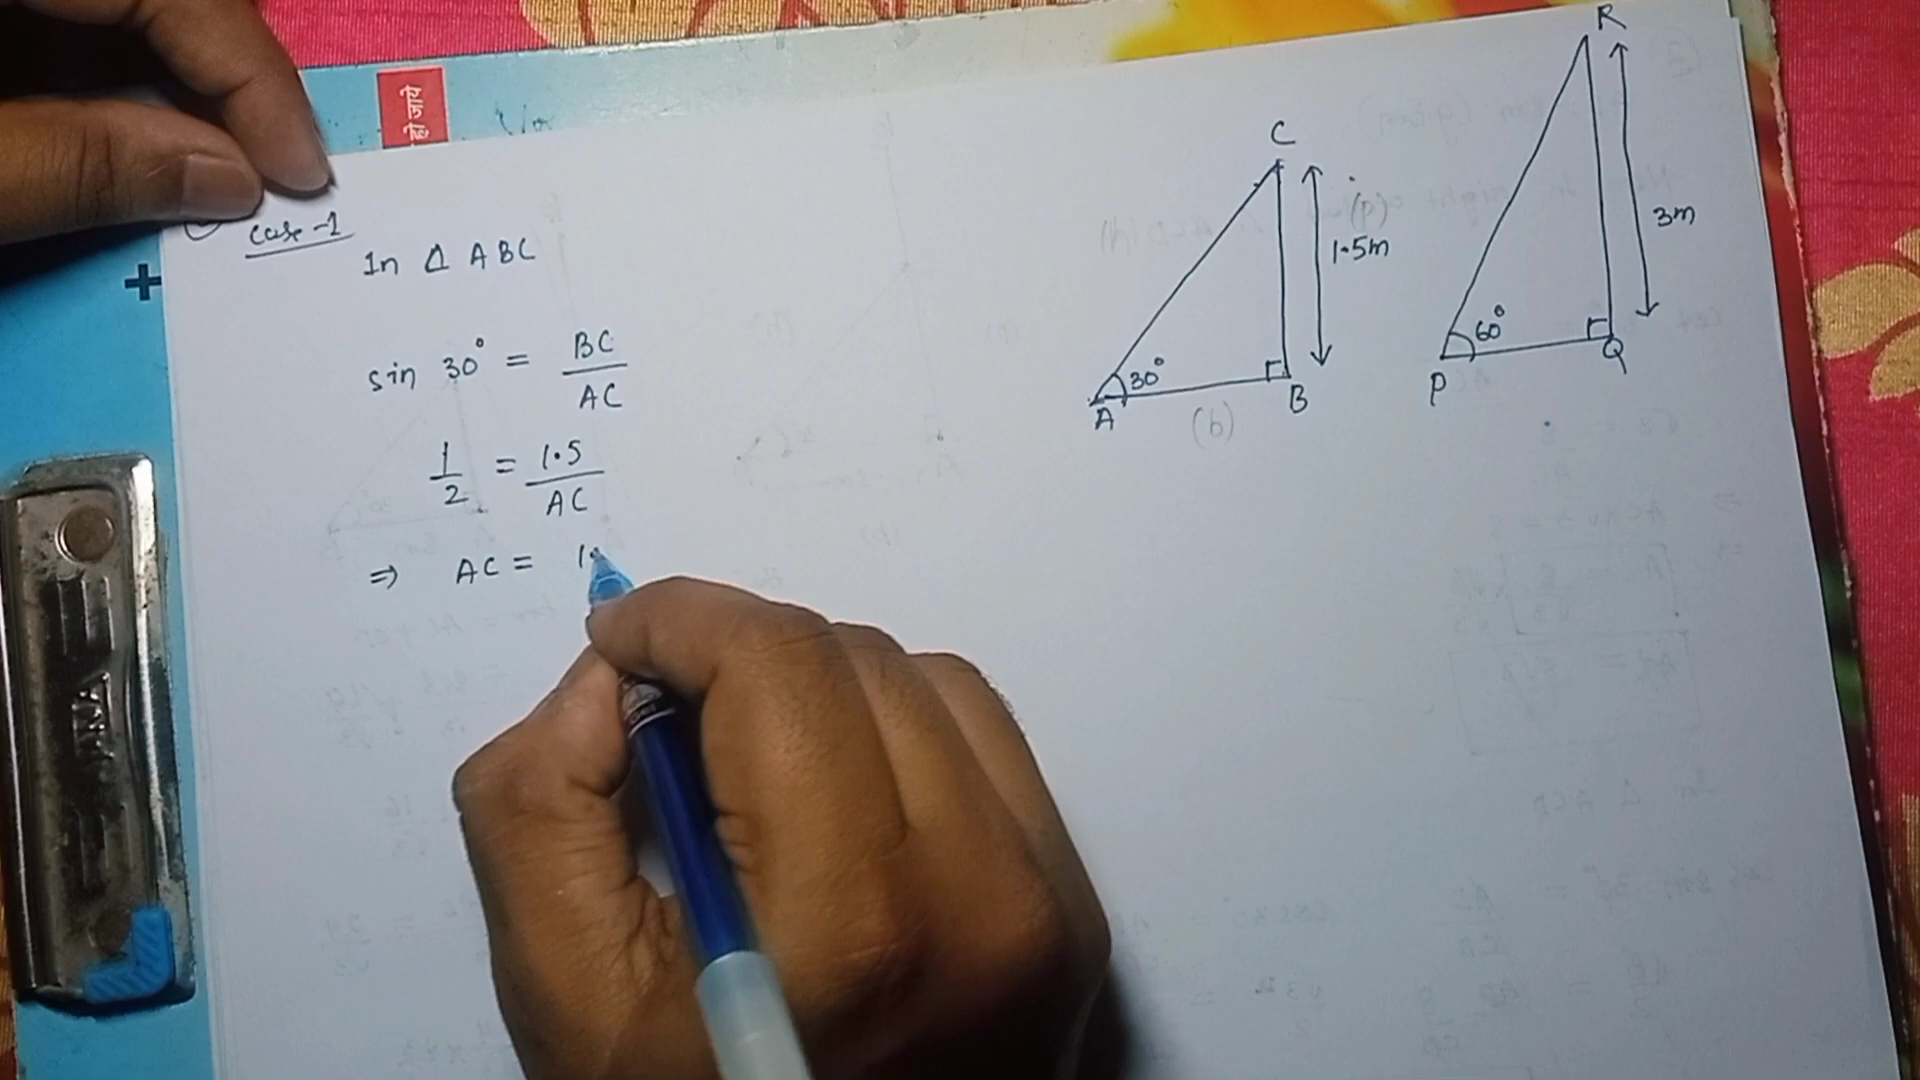 हो जाये
case-1
In Δ ABC
sin 30° = BC/AC
1/2 = 1.5/AC
⇒ AC = 1.
C
1.5m
30°
A
B
R
3m
60°
P
Q